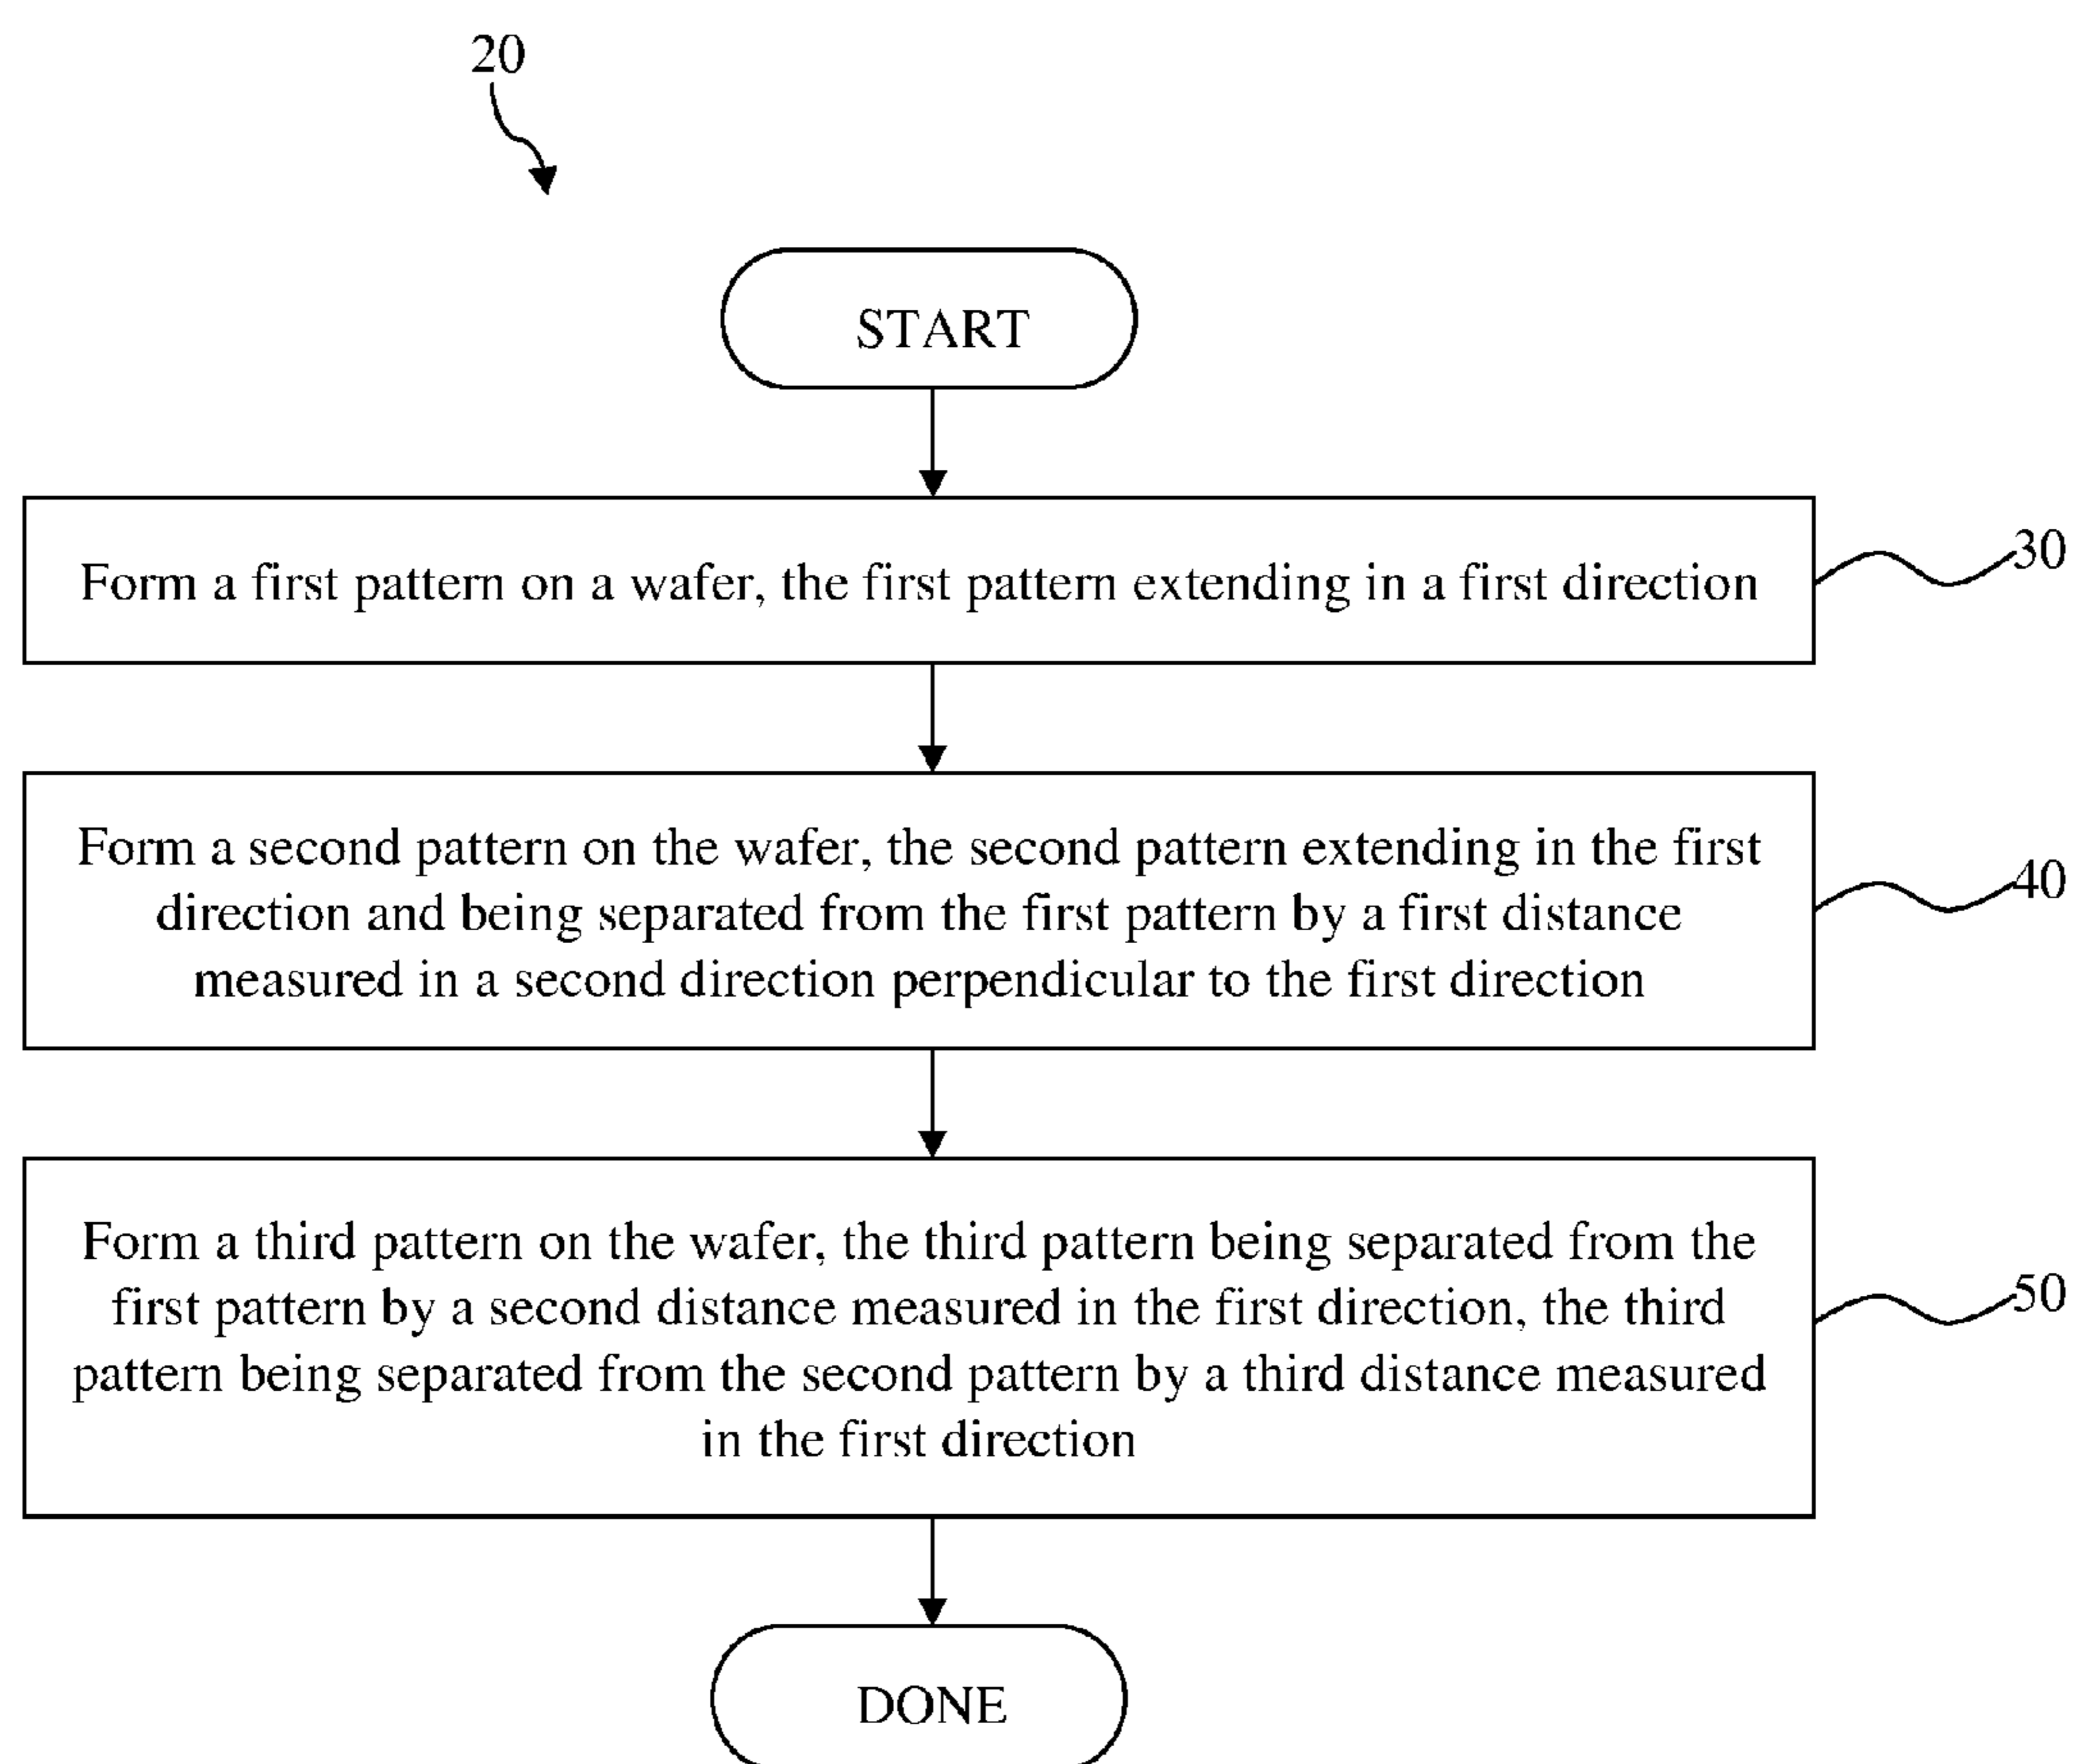 20
START
Form a first pattern on a wafer, the first pattern extending in a first direction
30
Form a second pattern on the wafer, the second pattern extending in the first
direction and being separated from the first pattern by a first distance
measured in a second direction perpendicular to the first direction
40
Form a third pattern on the wafer, the third pattern being separated from the
first pattern by a second distance measured in the first direction, the third
pattern being separated from the second pattern by a third distance measured
in the first direction
50
DONE